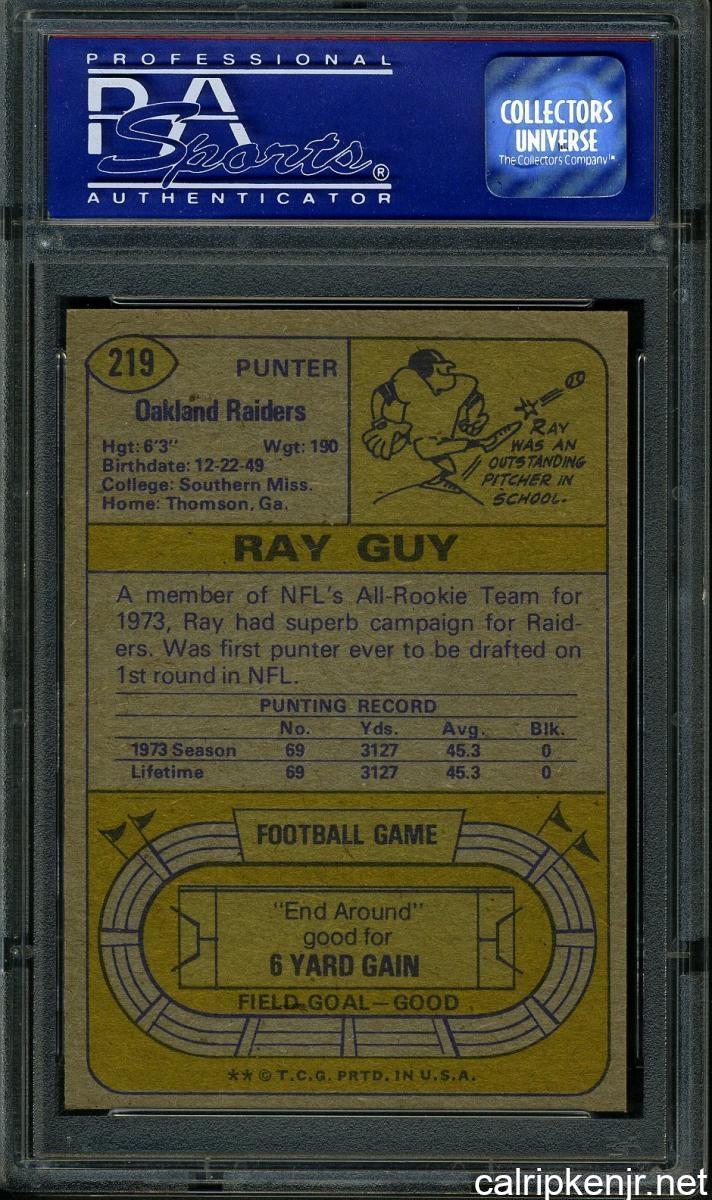 PROFESSIONAL
PSA
Sports®
AUTHENTICATOR
COLLECTORS
UNIVERSE
The Collectors Company™
219
PUNTER
Oakland Raiders
Hgt: 6'3" Wgt: 190
Birthdate: 12-22-49
College: Southern Miss.
Home: Thomson, Ga.
RAY
WAS AN
OUTSTANDING
PITCHER IN
SCHOOL.
RAY GUY
A member of NFL's All-Rookie Team for
1973, Ray had superb campaign for Raid-
ers. Was first punter ever to be drafted on
1st round in NFL.
PUNTING RECORD
No. Yds. Avg. Blk.
1973 Season 69 3127 45.3 0
Lifetime 69 3127 45.3 0
FOOTBALL GAME
"End Around"
good for
6 YARD GAIN
FIELD GOAL—GOOD
** © T.C.G. PRTD. IN U.S.A.
calripkenjr.net